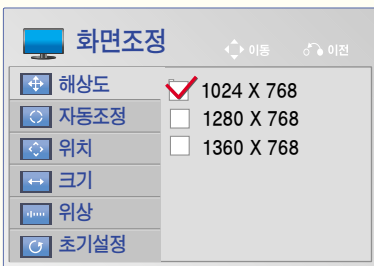 화면조정
이동 이전
해상도
자동조정
위치
크기
위상
초기설정
1024 X 768
1280 X 768
1360 X 768